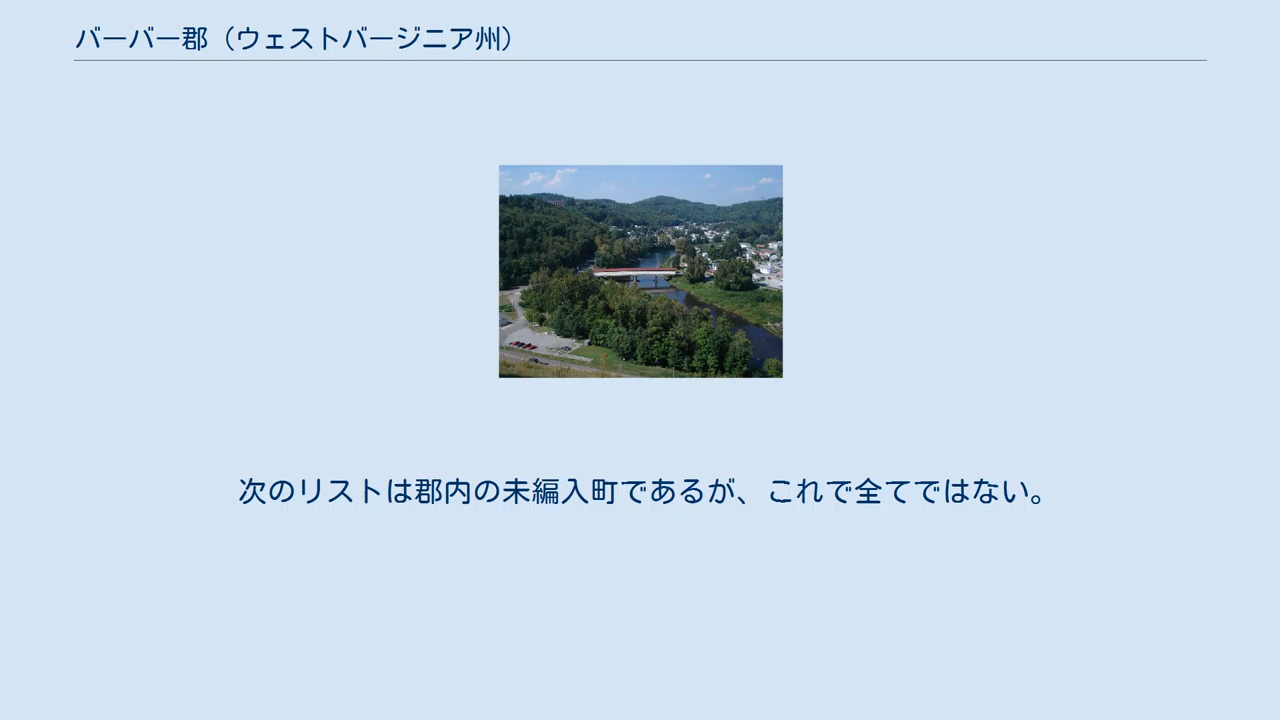 バーバー郡（ウェストバージニア州）
次のリストは郡内の未編入町であるが、これで全てではない。